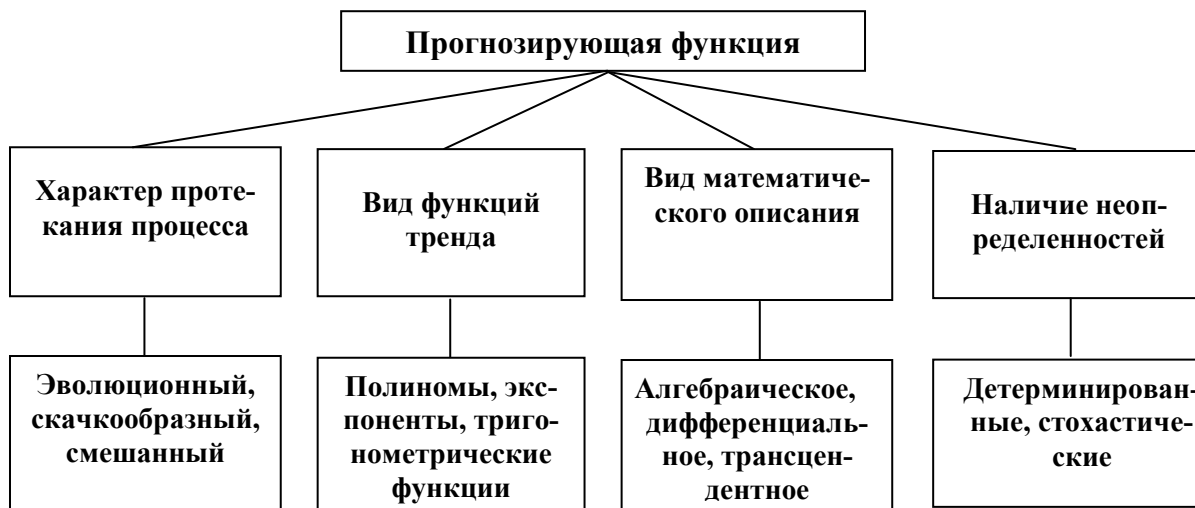 Прогнозирующая функция
Характер проте-
кания процесса
Вид функций
тренда
Вид математиче-
ского описания
Наличие неоп-
ределенностей
Эволюционный,
скачкообразный,
смешанный
Полиномы, экс-
поненты, триго-
нометрические
функции
Алгебраическое,
дифференциаль-
ное, трансцен-
дентное
Детерминирован-
ные, стохастиче-
ские